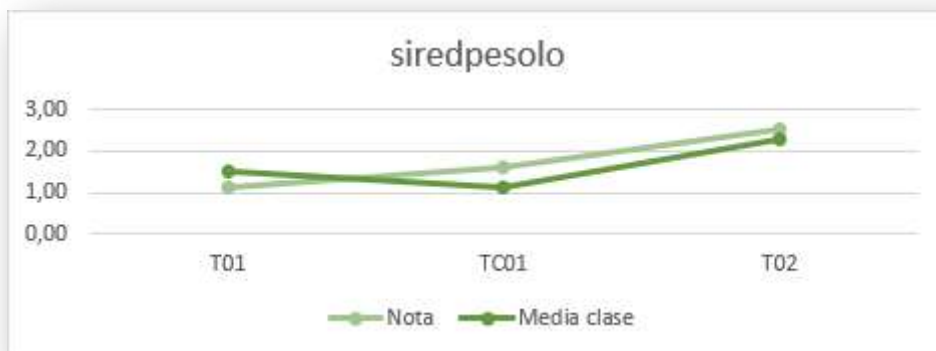 siredpesolo
3,00
2,00
1,00
0,00
T01 TC01 T02
Nota Media clase